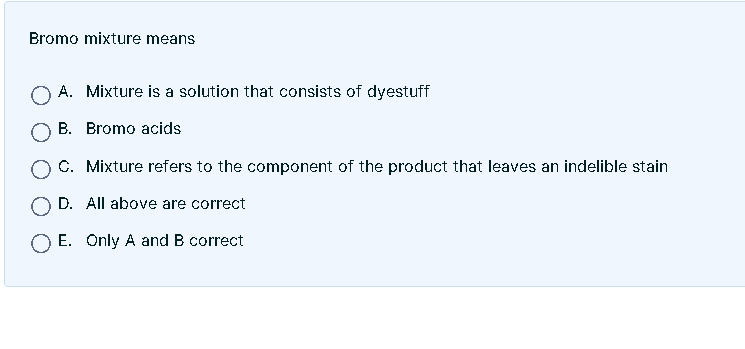 Bromo mixture means
A. Mixture is a solution that consists of dyestuff
B. Bromo acids
C. Mixture refers to the component of the product that leaves an indelible stain
D. All above are correct
E. Only A and B correct